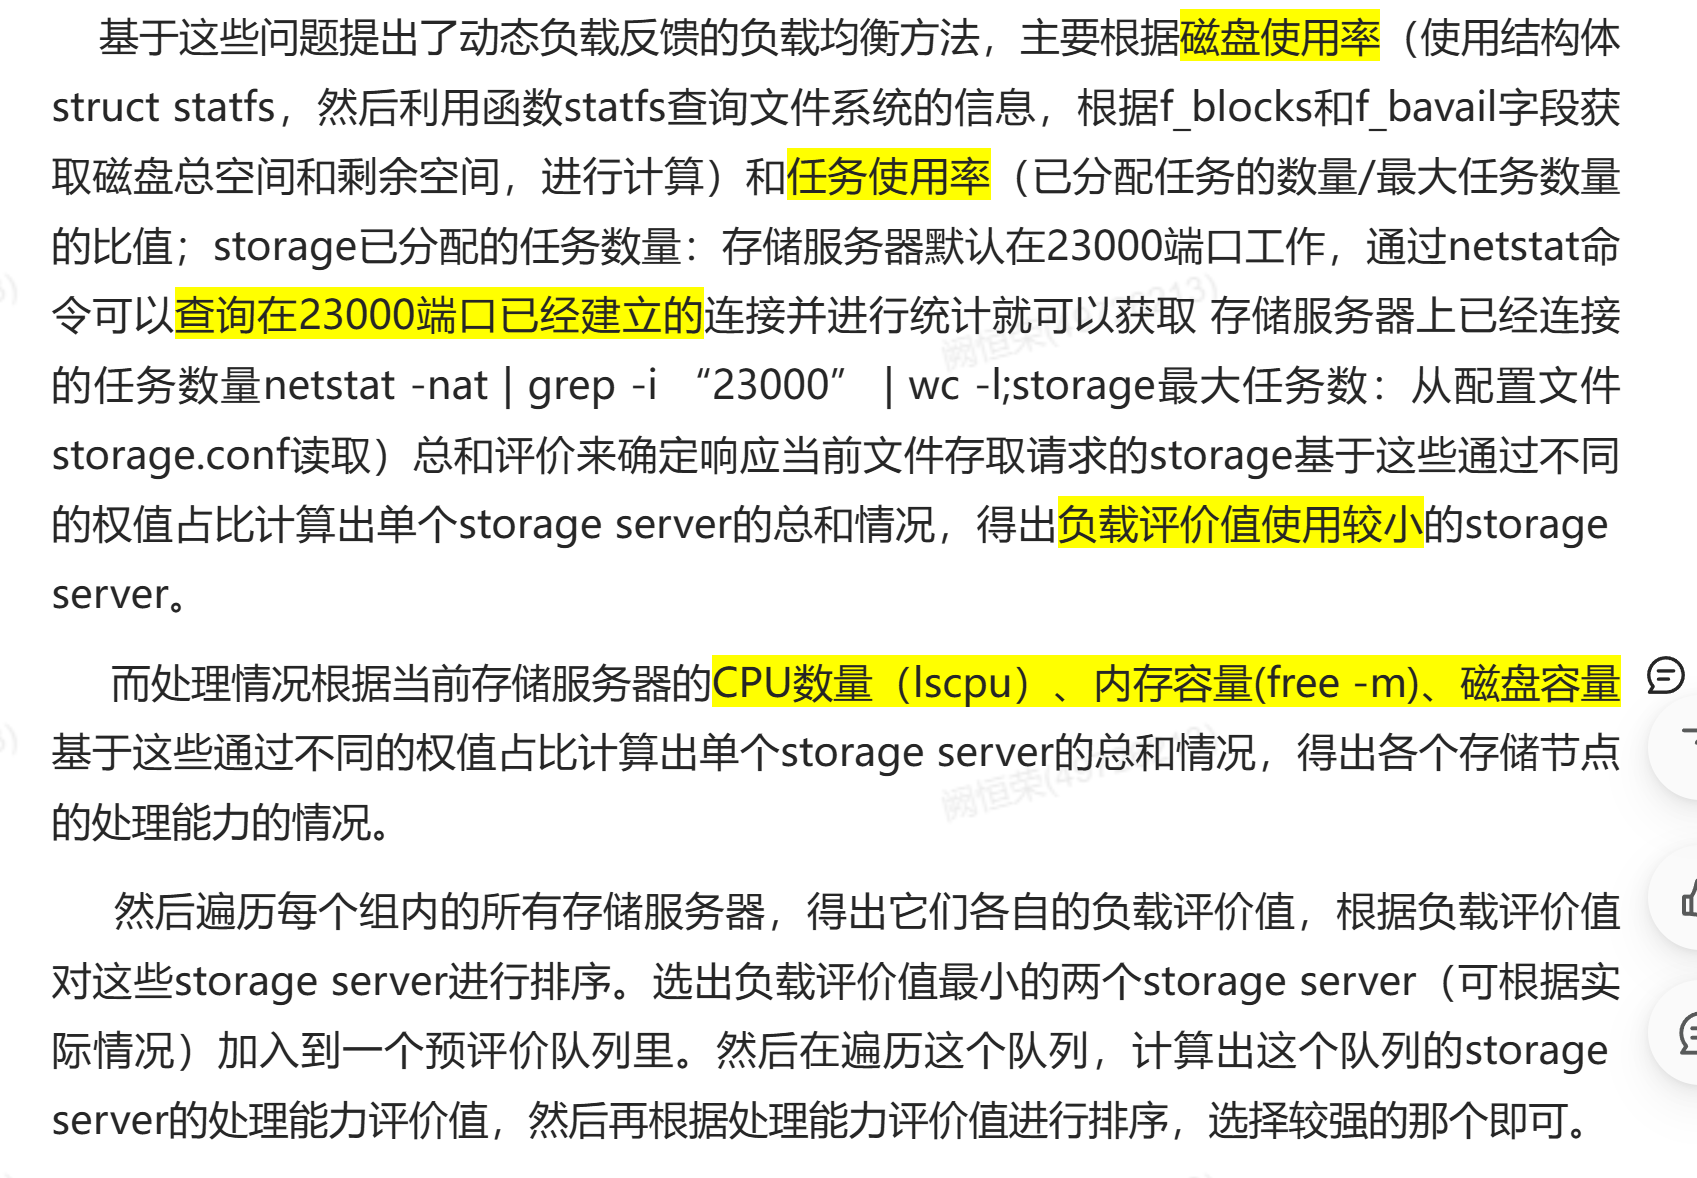 基于这些问题提出了动态负载反馈的负载均衡方法，主要根据磁盘使用率（使用结构体
struct statfs，然后利用函数statfs查询文件系统的信息，根据f_blocks和f_bavail字段获
取磁盘总空间和剩余空间，进行计算）和任务使用率（已分配任务的数量/最大任务数量
的比值；storage已分配的任务数量：存储服务器默认在23000端口工作，通过netstat命
令可以查询在23000端口已经建立的连接并进行统计就可以获取 存储服务器上已经连接
的任务数量netstat -nat | grep -i “23000” | wc -l;storage最大任务数：从配置文件
storage.conf读取）总和评价来确定响应当前文件存取请求的storage基于这些通过不同
的权值占比计算出单个storage server的总和情况，得出负载评价值使用较小的storage
server。
而处理情况根据当前存储服务器的CPU数量（lscpu）、内存容量(free -m)、磁盘容量
基于这些通过不同的权值占比计算出单个storage server的总和情况，得出各个存储节点
的处理能力的情况。
然后遍历每个组内的所有存储服务器，得出它们各自的负载评价值，根据负载评价值
对这些storage server进行排序。选出负载评价值最小的两个storage server（可根据实
际情况）加入到一个预评价队列里。然后在遍历这个队列，计算出这个队列的storage
server的处理能力评价值，然后再根据处理能力评价值进行排序，选择较强的那个即可。